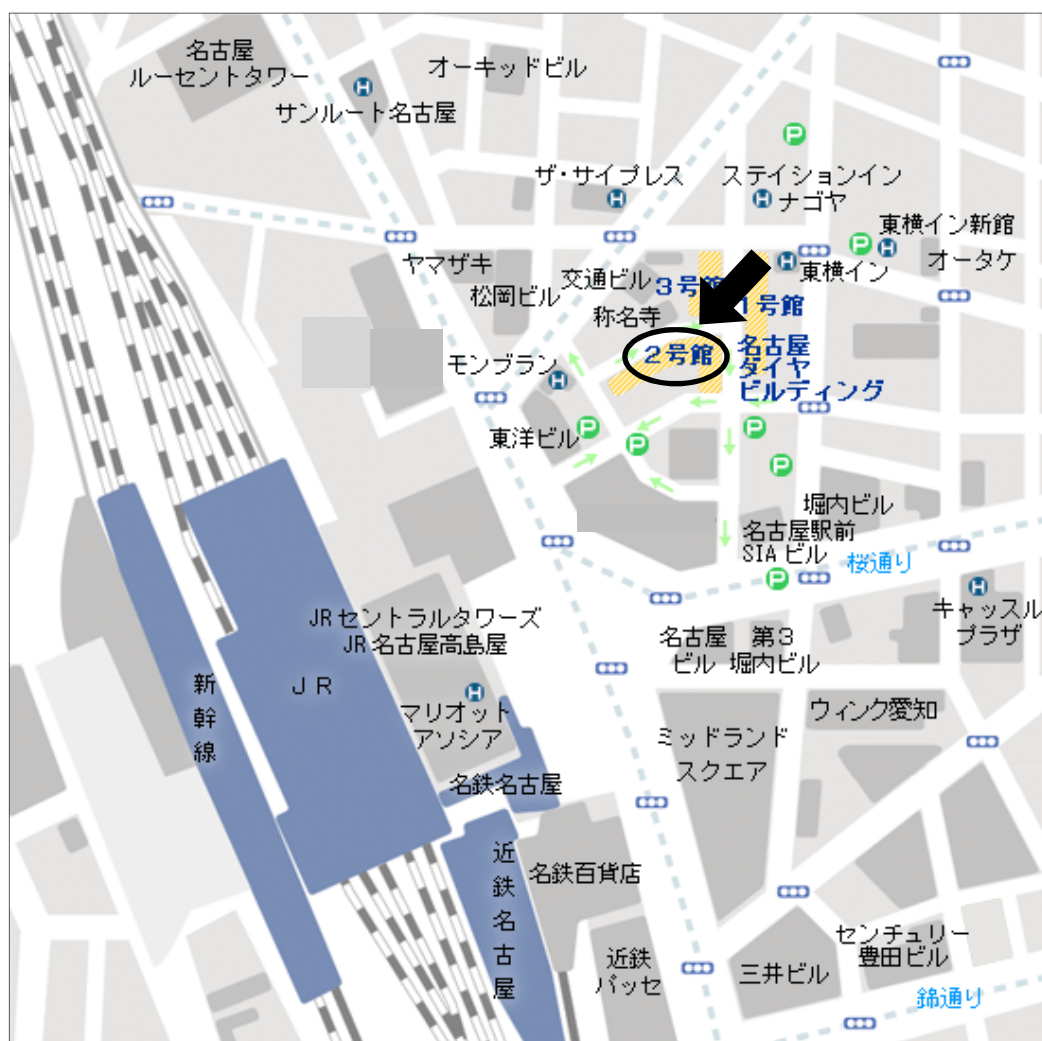 名古屋
ルーセントタワー
オーキッドビル
H
サンルート名古屋
P
ザ・サイプレス
H
ステイションイン
H ナゴヤ
東横イン新館
P H
オータケ
ヤマザキ
松岡ビル
交通ビル
3号館
H 東横イン
1号館
称名寺
2号館
名古屋
ダイヤ
ビルディング
モンブラン
H
東洋ビル
P
P
P
P
堀内ビル
名古屋駅前
SIAビル
P
桜通り
H
キャッスル
プラザ
JRセントラルタワーズ
JR名古屋高島屋
名古屋
ビル
第3
堀内ビル
新幹線
JR
H
マリオット
アソシア
ウィンク愛知
ミッドランド
スクエア
名鉄名古屋
近鉄名古屋
名鉄百貨店
近鉄
パッセ
三井ビル
センチュリー
豊田ビル
錦通り